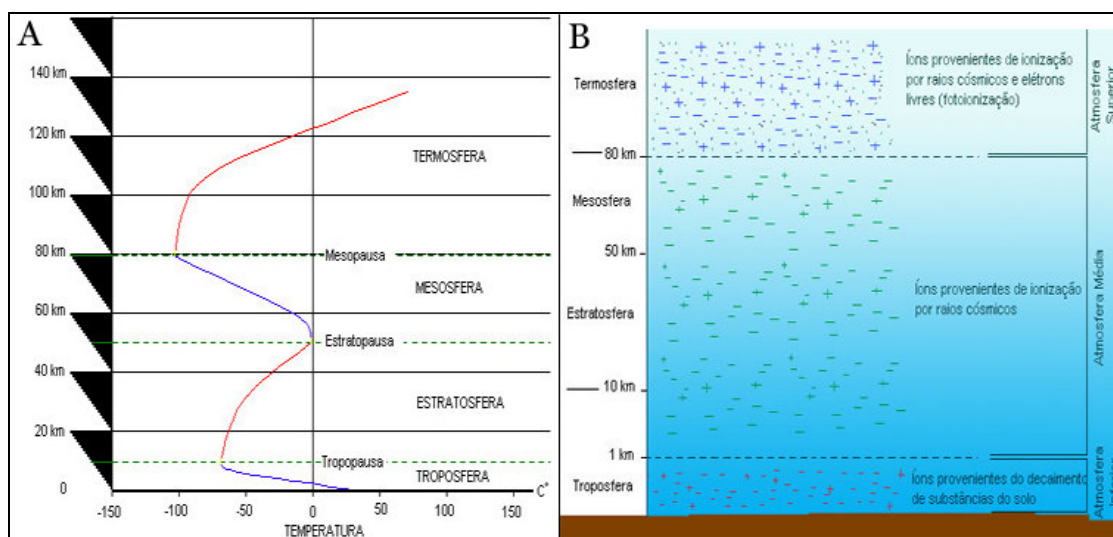 A
140 km
120 km
TERMOSFERA
100 km
80 km
Mesopausa
MESOSFERA
60 km
Estratopausa
40 km
ESTRATOSFERA
20 km
Tropopausa
TROPOSFERA
0
C°
-150
-100
-50
0
50
100
150
TEMPERATURA
B
Termosfera
Íons provenientes de ionização
por raios cósmicos e elétrons
livres (fotoionização)
Atmosfera
Superior
80 km
Mesosfera
50 km
Estratosfera
Íons provenientes de ionização
por raios cósmicos
Atmosfera Média
10 km
1 km
Troposfera
Íons provenientes do decaimento
de substâncias do solo
Atmosfera